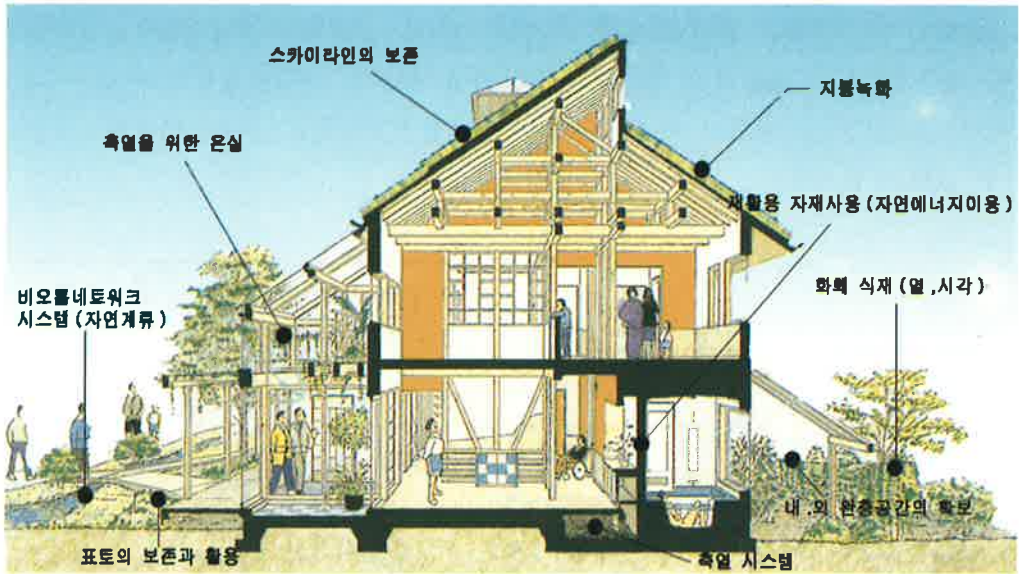 스카이라인의 보존
지붕녹화
축열을 위한 온실
재활용 자재사용 (자연에너지이용)
비오톱네트워크
시스템 (자연계류)
화훼 식재 (열,시각)
내.외 완충공간의 확보
표토의 보존과 활용
축열 시스템